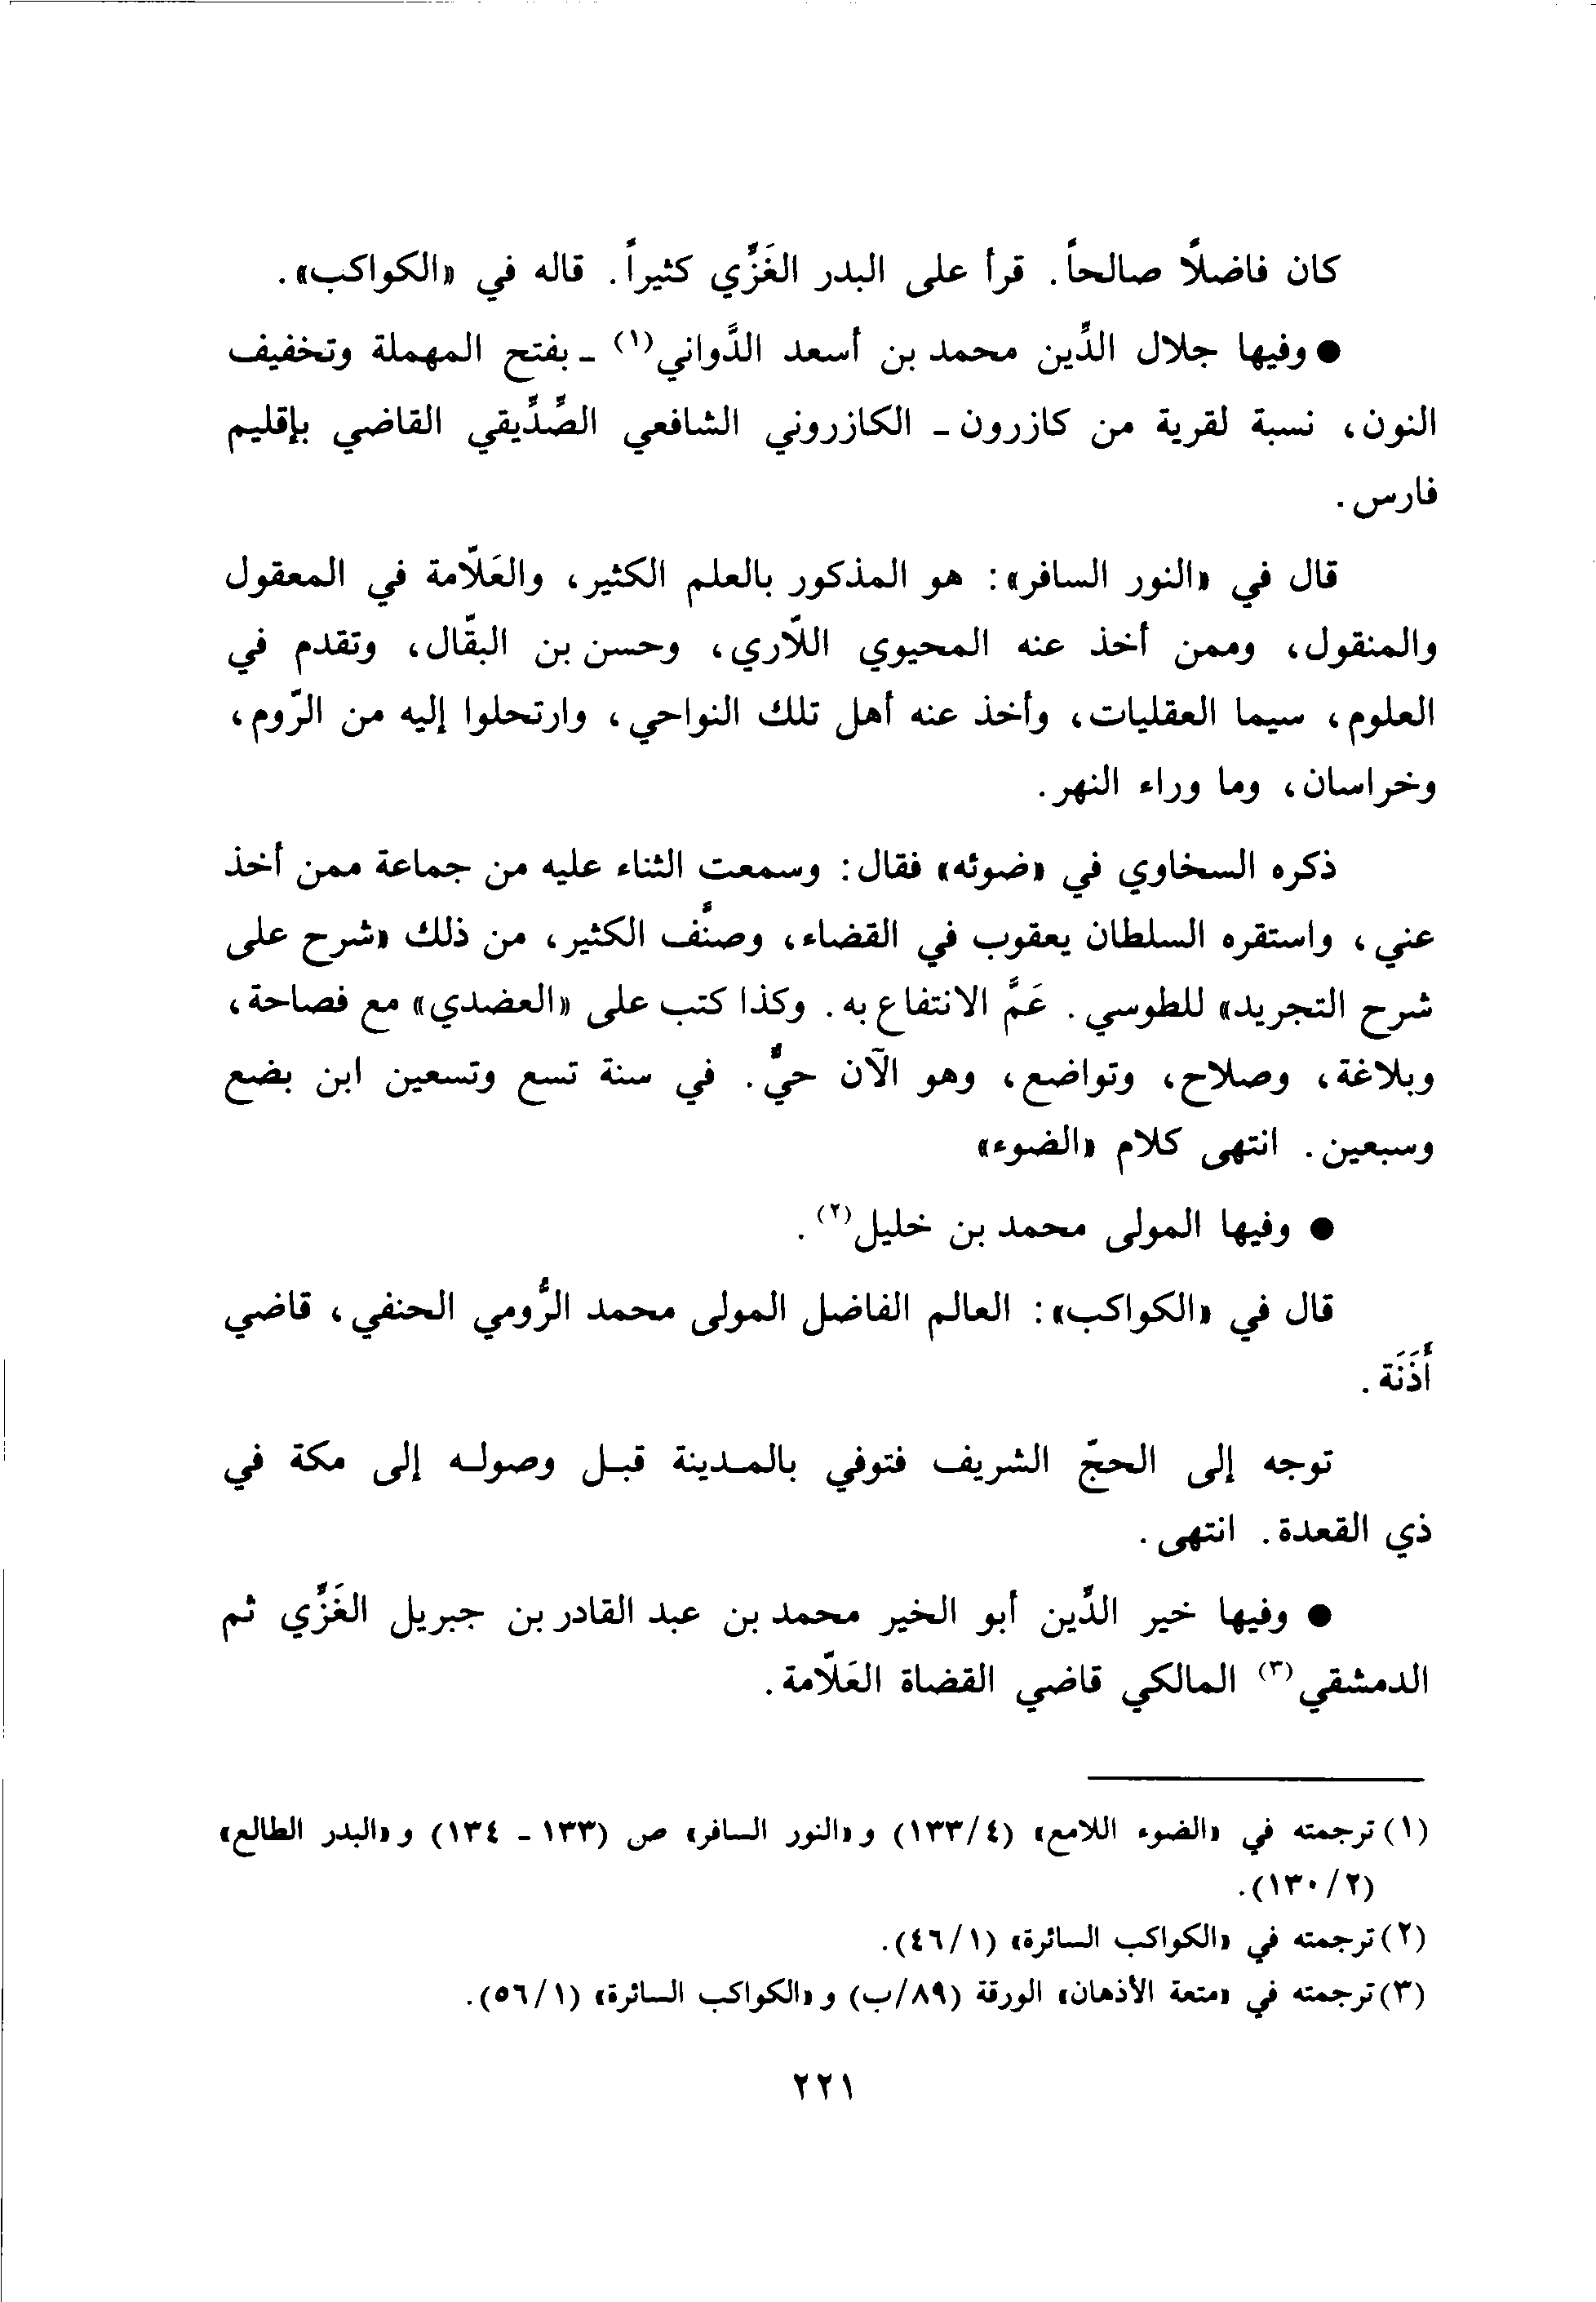 كان فاضلاً صالحاً. قرأ على البدر الغَزِّي كثيراً. قاله في «الكواكب».
● وفيها جلال الدِّين محمد بن أسعد الدَّواني(١) ـ بفتح المهملة وتخفيف
النون، نسبة لقرية من كازرون ـ الكازروني الشافعي الصِّدِّيقي القاضي بإقليم
فارس.
قال في «النور السافر»: هو المذكور بالعلم الكثير، والعَلّامة في المعقول
والمنقول، وممن أخذ عنه المحيوي اللّاري، وحسن بن البقّال، وتقدم في
العلوم، سيما العقليات، وأخذ عنه أهل تلك النواحي، وارتحلوا إليه من الرّوم،
وخراسان، وما وراء النهر.
ذكره السخاوي في «ضوئه» فقال: وسمعت الثناء عليه من جماعة ممن أخذ
عني، واستقره السلطان يعقوب في القضاء، وصنَّف الكثير، من ذلك «شرح على
شرح التجريد» للطوسي. عَمَّ الانتفاع به. وكذا كتب على «العضدي» مع فصاحة،
وبلاغة، وصلاح، وتواضع، وهو الآن حيٌّ. في سنة تسع وتسعين ابن بضع
وسبعين. انتهى كلام «الضوء»
● وفيها المولى محمد بن خليل(٢).
قال في «الكواكب»: العالم الفاضل المولى محمد الرُّومي الحنفي، قاضي
أَذَنَة.
توجه إلى الحجّ الشريف فتوفي بالمدينة قبل وصوله إلى مكة في
ذي القعدة. انتهى.
● وفيها خير الدِّين أبو الخير محمد بن عبد القادر بن جبريل الغَزِّي ثم
الدمشقي(٣) المالكي قاضي القضاة العَلّامة.
(١) ترجمته في «الضوء اللامع» (٤/١٣٣) و«النور السافر» ص (١٣٣ ـ ١٣٤) و«البدر الطالع»
(٢/١٣٠).
(٢) ترجمته في «الكواكب السائرة» (١/٤٦).
(٣) ترجمته في «متعة الأذهان» الورقة (٨٩/ب) و«الكواكب السائرة» (١/٥٦).
٢٢١